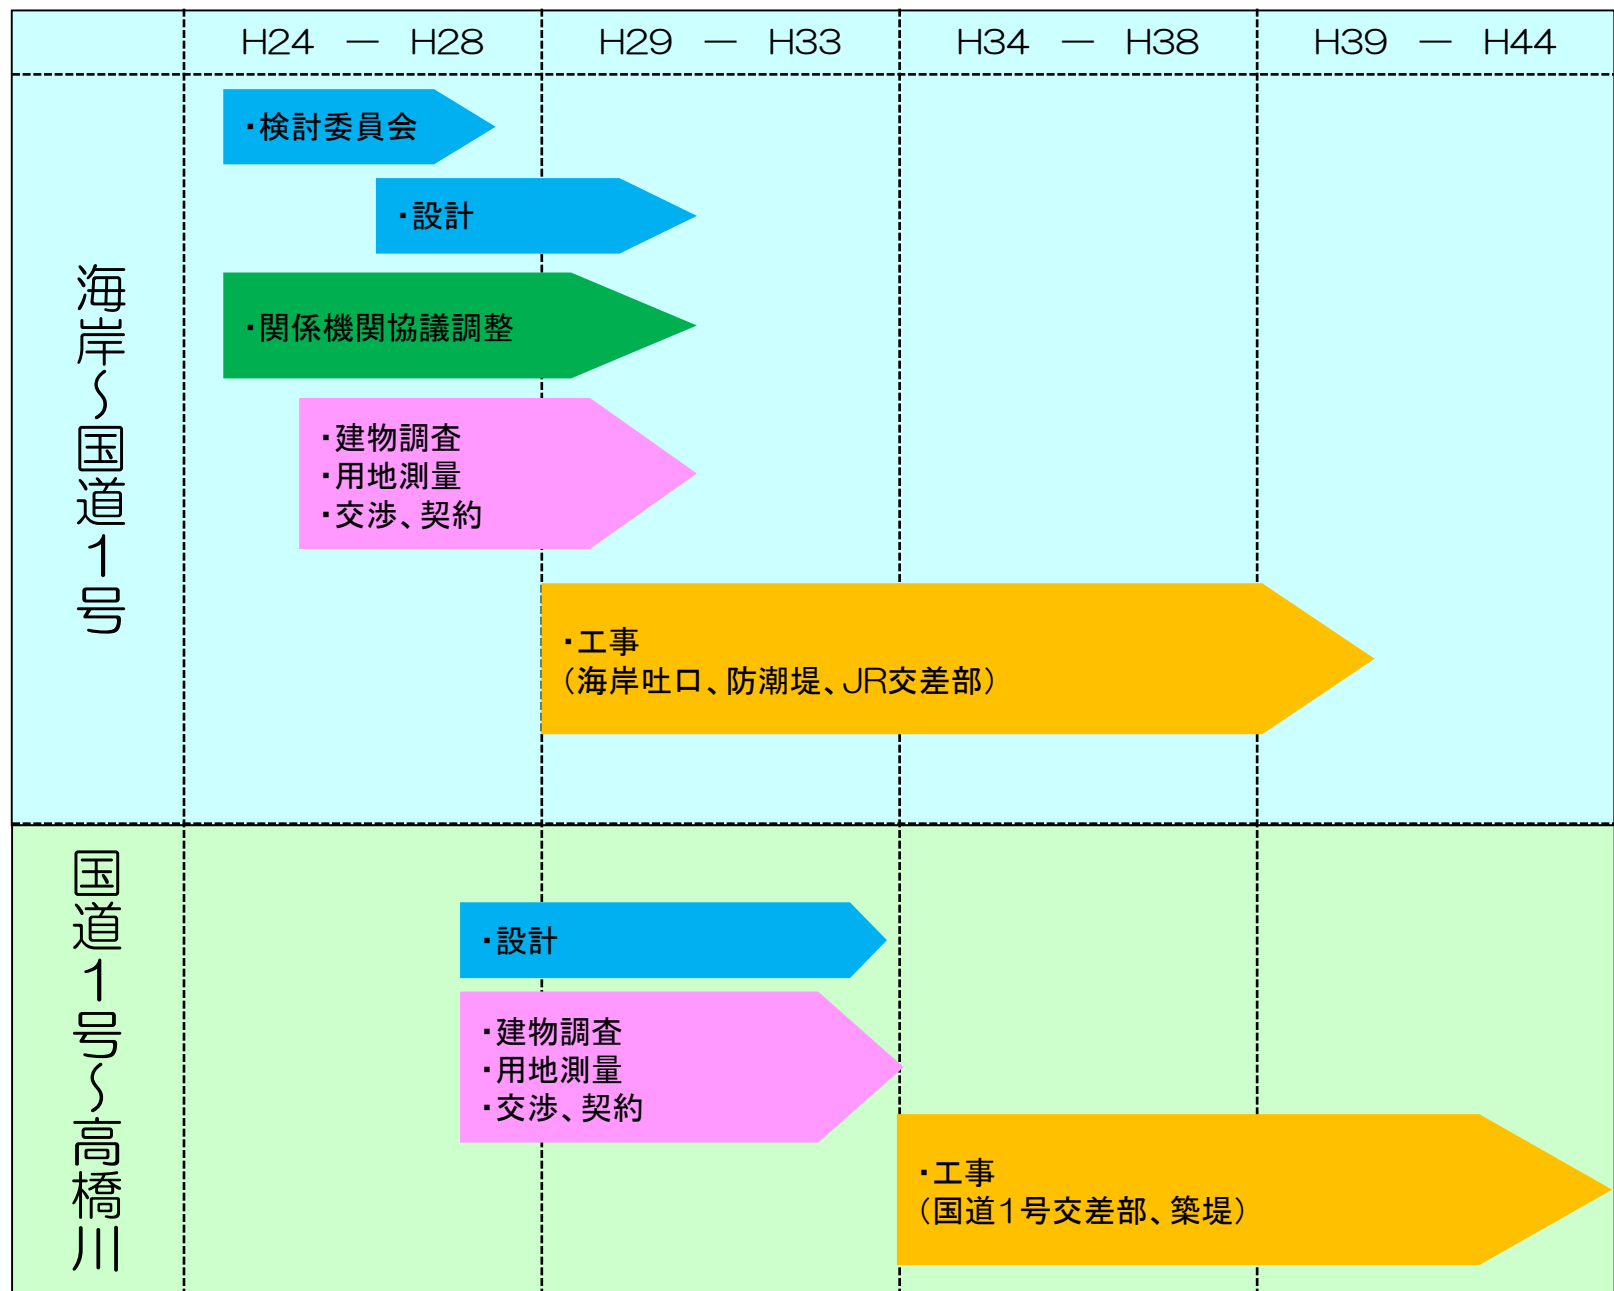 H24 ― H28
H29 ― H33
H34 ― H38
H39 ― H44
海岸～国道1号
・検討委員会
・設計
・関係機関協議調整
・建物調査
・用地測量
・交渉、契約
・工事
（海岸吐口、防潮堤、JR交差部）
国道1号～高橋川
・設計
・建物調査
・用地測量
・交渉、契約
・工事
（国道1号交差部、築堤）